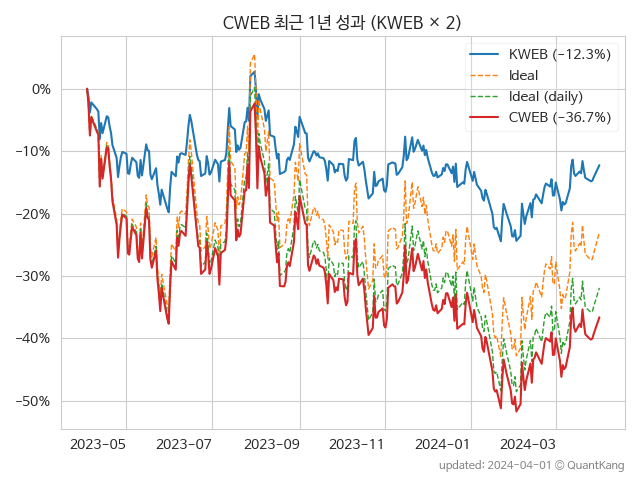 CWEB 최근 1년 성과 (KWEB × 2)
KWEB (−12.3%)
Ideal
Ideal (daily)
CWEB (−36.7%)
0%
−10%
−20%
−30%
−40%
−50%
2023-05
2023-07
2023-09
2023-11
2024-01
2024-03
updated: 2024-04-01 © QuantKang